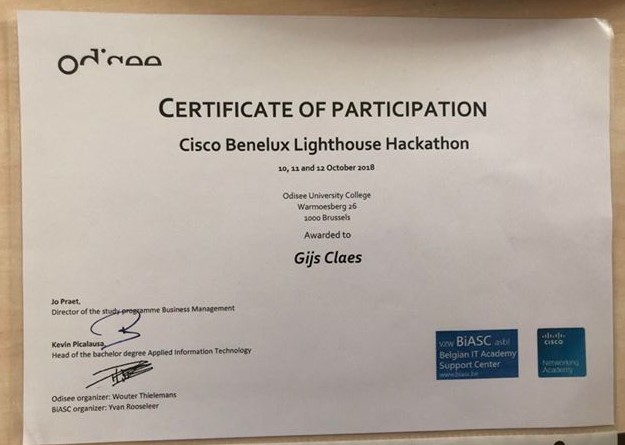 odisee
CERTIFICATE OF PARTICIPATION
Cisco Benelux Lighthouse Hackathon
10, 11 and 12 October 2018
Odisee University College
Warmoesberg 26
1000 Brussels
Awarded to
Gijs Claes
Jo Praet,
Director of the study programme Business Management
Kevin Picalausa,
Head of the bachelor degree Applied Information Technology
Odisee organizer: Wouter Thielemans
BiASC organizer: Yvan Rooseleer
vzw BiASC asbl
Belgian IT Academy
Support Center
www.biasc.be
CISCO
Networking
Academy